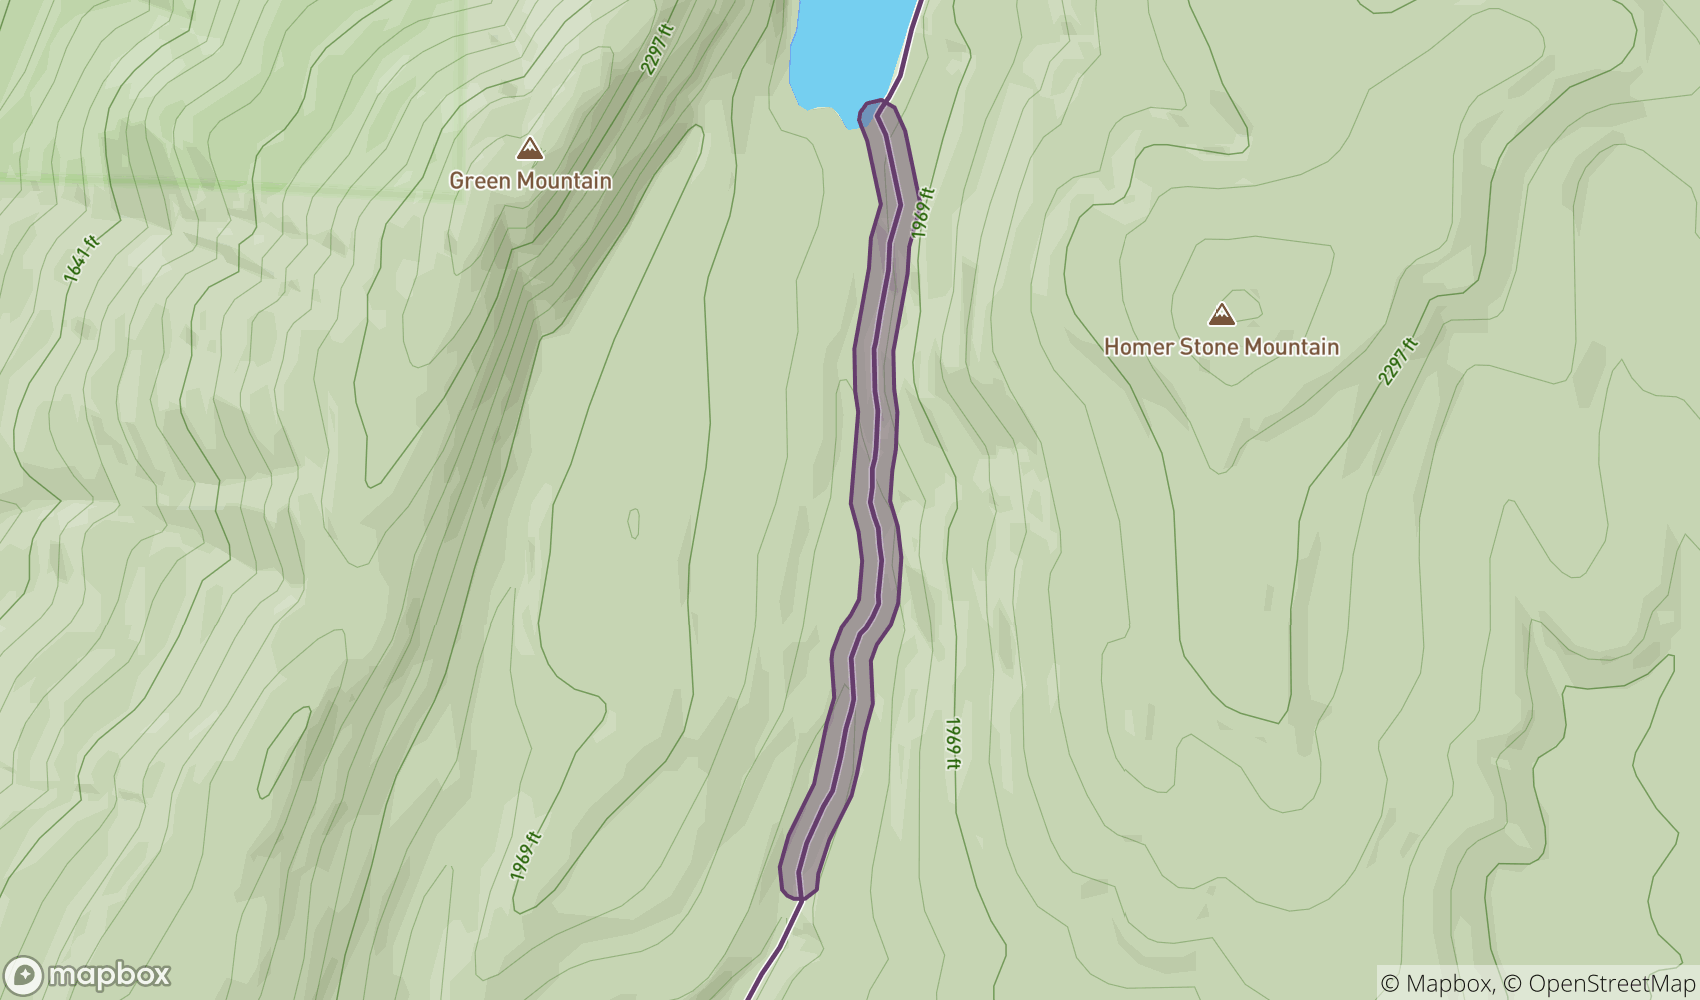 2297 ft
Green Mountain
1641 ft
1969 ft
Homer Stone Mountain
2297 ft
1969 ft
1969 ft
mapbox
© Mapbox, © OpenStreetMap